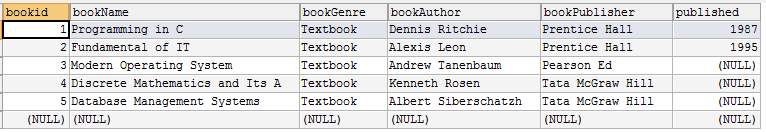 bookid bookName bookGenre bookAuthor bookPublisher published
1 Programming in C Textbook Dennis Ritchie Prentice Hall 1987
2 Fundamental of IT Textbook Alexis Leon Prentice Hall 1995
3 Modern Operating System Textbook Andrew Tanenbaum Pearson Ed (NULL)
4 Discrete Mathematics and Its A Textbook Kenneth Rosen Tata McGraw Hill (NULL)
5 Database Management Systems Textbook Albert Siberschatzh Tata McGraw Hill (NULL)
(NULL) (NULL) (NULL) (NULL) (NULL) (NULL)